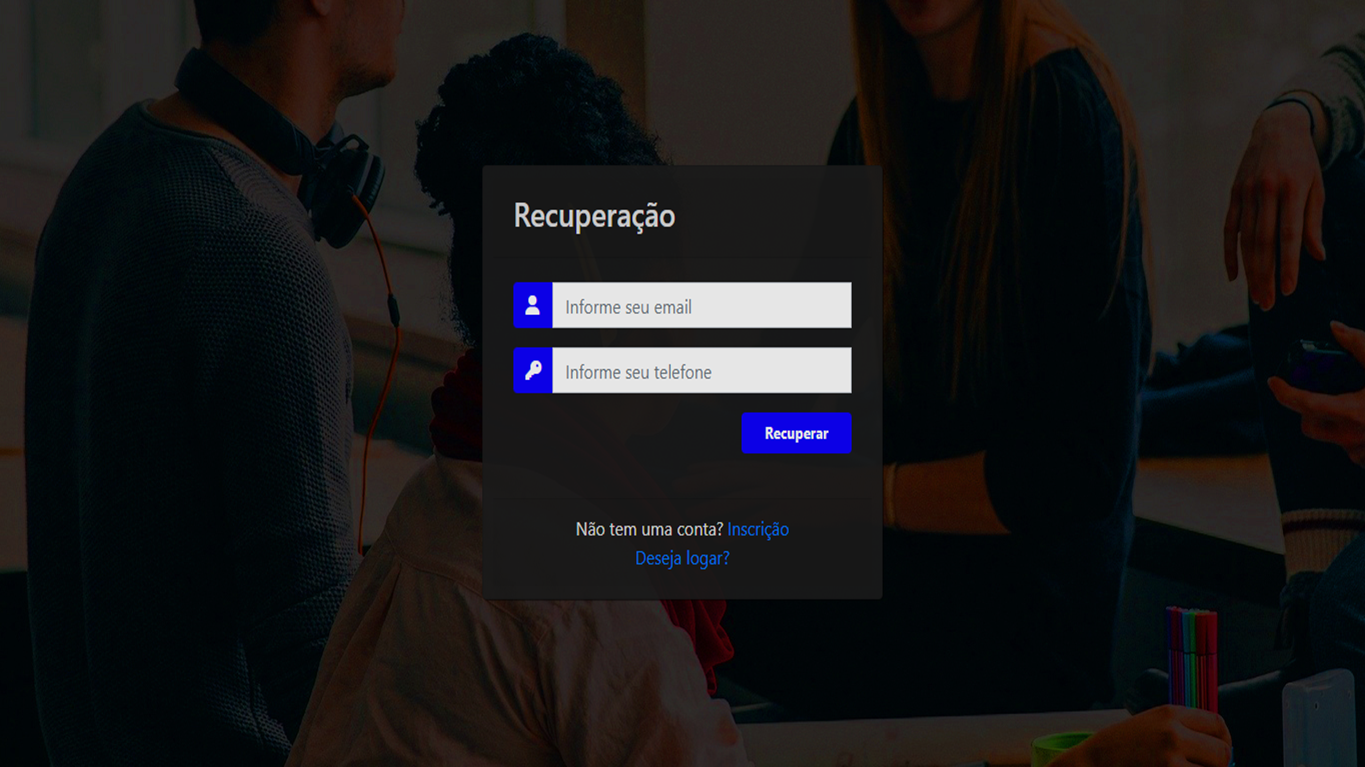 Recuperação
Informe seu email
Informe seu telefone
Recuperar
Não tem uma conta? Inscrição
Deseja logar?